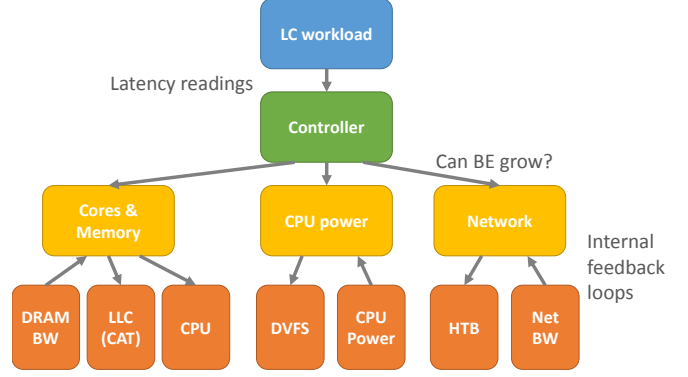 LC workload
Latency readings
Controller
Can BE grow?
Cores &
Memory
CPU power
Network
Internal
feedback
loops
DRAM
BW
LLC
(CAT)
CPU
DVFS
CPU
Power
HTB
Net
BW